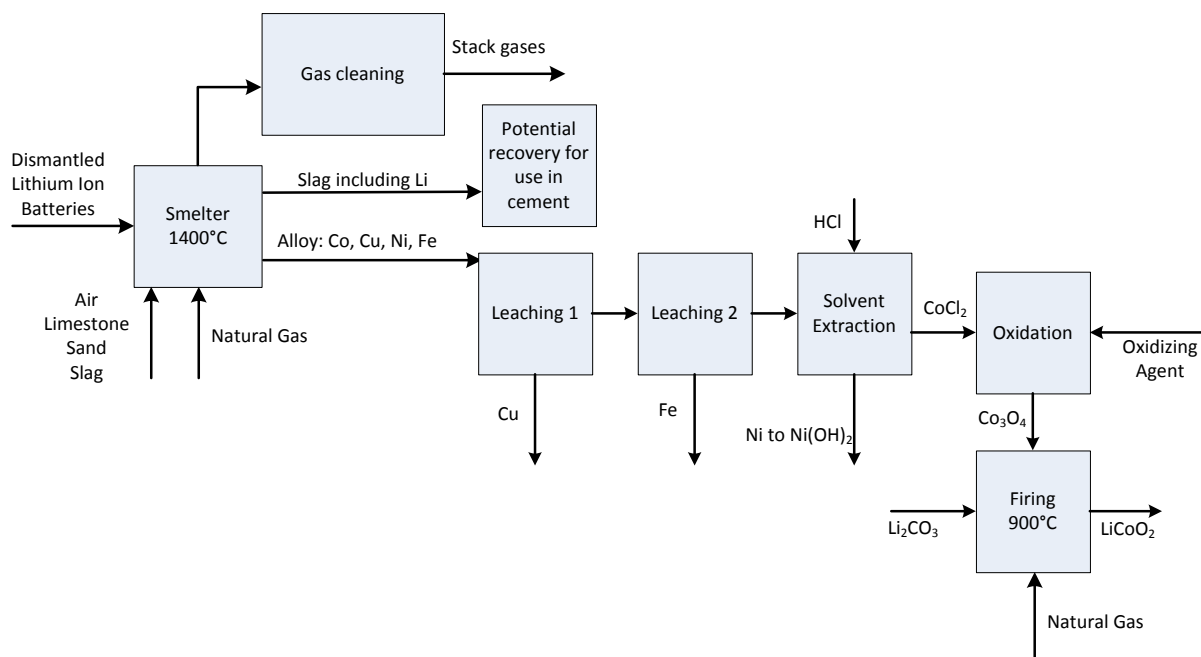 Stack gases
Gas cleaning
Dismantled
Lithium Ion
Batteries
Smelter
1400°C
Slag including Li
Potential
recovery for
use in
cement
Alloy: Co, Cu, Ni, Fe
Air
Limestone
Sand
Slag
Natural Gas
Leaching 1
Cu
Leaching 2
Fe
HCl
Solvent
Extraction
Ni to Ni(OH)₂
CoCl₂
Oxidation
Oxidizing
Agent
Co₃O₄
Li₂CO₃
Firing
900°C
LiCoO₂
Natural Gas